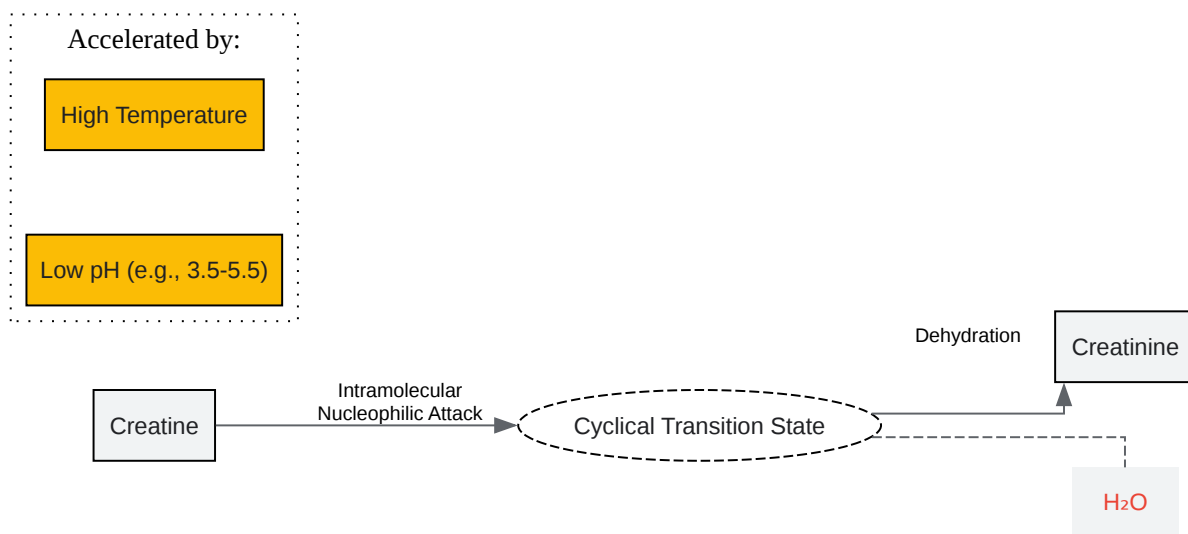 Accelerated by:
High Temperature
Low pH (e.g., 3.5-5.5)
Dehydration
Creatinine
Intramolecular
Nucleophilic Attack
Creatine
Cyclical Transition State
H₂O